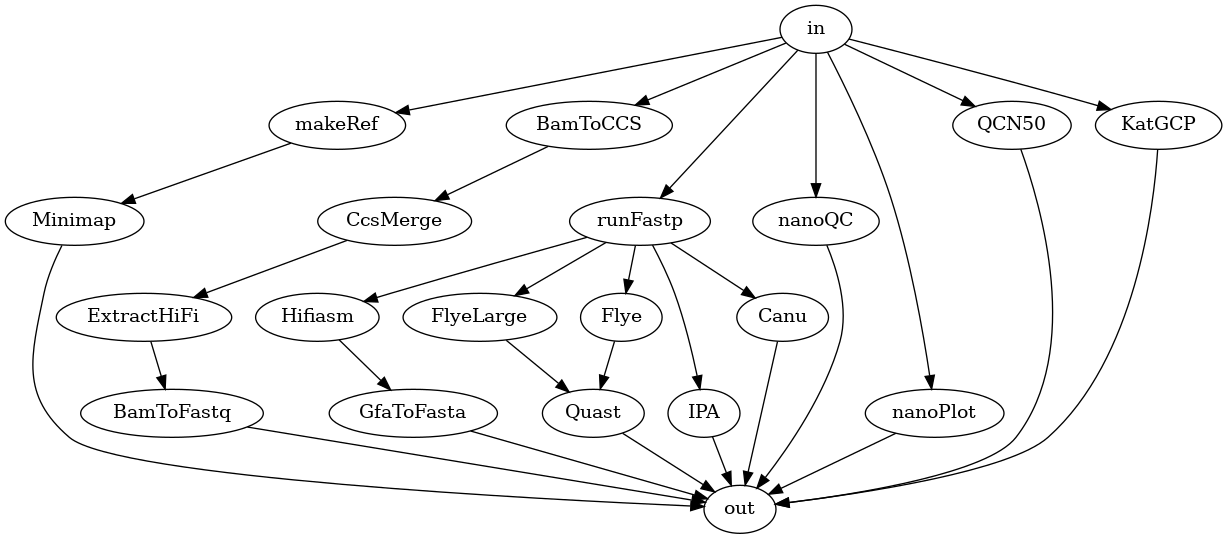 in
makeRef
BamToCCS
QCN50
KatGCP
Minimap
CcsMerge
runFastp
nanoQC
ExtractHiFi
Hifiasm
FlyeLarge
Flye
Canu
BamToFastq
GfaToFasta
Quast
IPA
nanoPlot
out